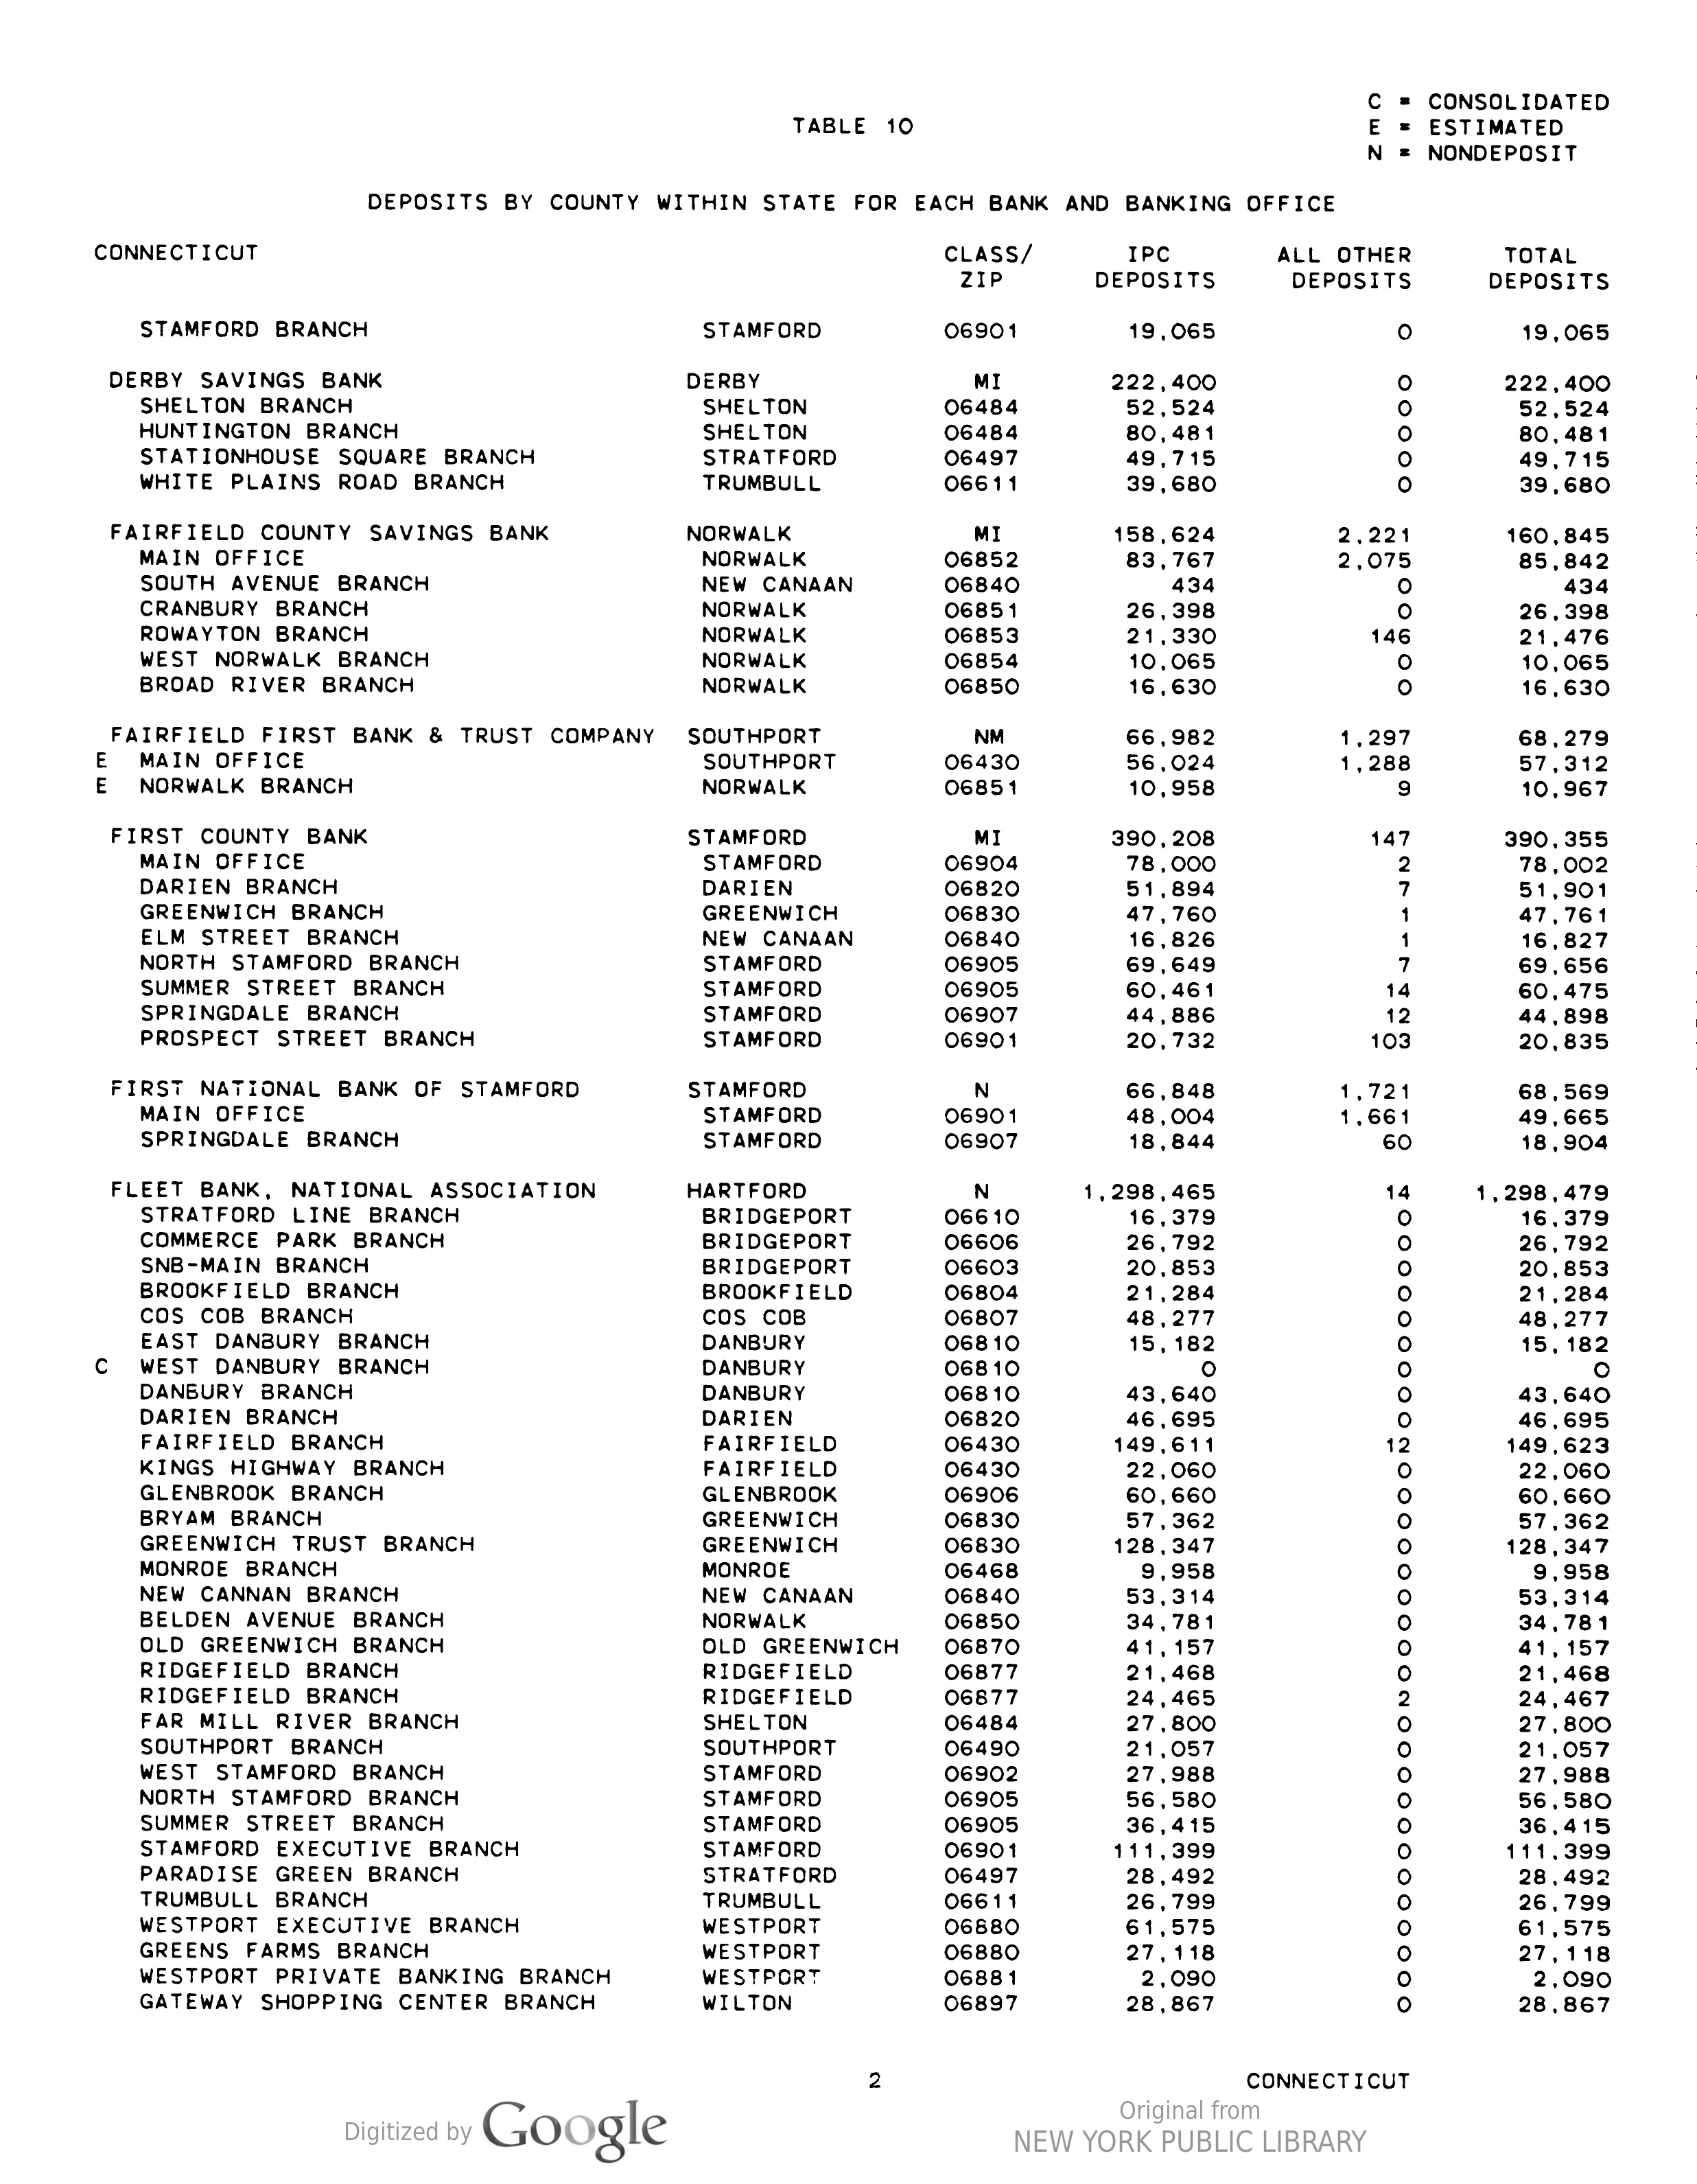 C = CONSOLIDATED
TABLE 10
E = ESTIMATED
N = NONDEPOSIT
DEPOSITS BY COUNTY WITHIN STATE FOR EACH BANK AND BANKING OFFICE
CONNECTICUT CLASS/ IPC ALL OTHER TOTAL
ZIP DEPOSITS DEPOSITS DEPOSITS
STAMFORD BRANCH STAMFORD 06901 19,065 0 19,065
DERBY SAVINGS BANK DERBY MI 222,400 0 222,400
SHELTON BRANCH SHELTON 06484 52,524 0 52,524
HUNTINGTON BRANCH SHELTON 06484 80,481 0 80,481
STATIONHOUSE SQUARE BRANCH STRATFORD 06497 49,715 0 49,715
WHITE PLAINS ROAD BRANCH TRUMBULL 06611 39,680 0 39,680
FAIRFIELD COUNTY SAVINGS BANK NORWALK MI 158,624 2,221 160,845
MAIN OFFICE NORWALK 06852 83,767 2,075 85,842
SOUTH AVENUE BRANCH NEW CANAAN 06840 434 0 434
CRANBURY BRANCH NORWALK 06851 26,398 0 26,398
ROWAYTON BRANCH NORWALK 06853 21,330 146 21,476
WEST NORWALK BRANCH NORWALK 06854 10,065 0 10,065
BROAD RIVER BRANCH NORWALK 06850 16,630 0 16,630
FAIRFIELD FIRST BANK & TRUST COMPANY SOUTHPORT NM 66,982 1,297 68,279
E MAIN OFFICE SOUTHPORT 06430 56,024 1,288 57,312
E NORWALK BRANCH NORWALK 06851 10,958 9 10,967
FIRST COUNTY BANK STAMFORD MI 390,208 147 390,355
MAIN OFFICE STAMFORD 06904 78,000 2 78,002
DARIEN BRANCH DARIEN 06820 51,894 7 51,901
GREENWICH BRANCH GREENWICH 06830 47,760 1 47,761
ELM STREET BRANCH NEW CANAAN 06840 16,826 1 16,827
NORTH STAMFORD BRANCH STAMFORD 06905 69,649 7 69,656
SUMMER STREET BRANCH STAMFORD 06905 60,461 14 60,475
SPRINGDALE BRANCH STAMFORD 06907 44,886 12 44,898
PROSPECT STREET BRANCH STAMFORD 06901 20,732 103 20,835
FIRST NATIONAL BANK OF STAMFORD STAMFORD N 66,848 1,721 68,569
MAIN OFFICE STAMFORD 06901 48,004 1,661 49,665
SPRINGDALE BRANCH STAMFORD 06907 18,844 60 18,904
FLEET BANK, NATIONAL ASSOCIATION HARTFORD N 1,298,465 14 1,298,479
STRATFORD LINE BRANCH BRIDGEPORT 06610 16,379 0 16,379
COMMERCE PARK BRANCH BRIDGEPORT 06606 26,792 0 26,792
SNB-MAIN BRANCH BRIDGEPORT 06603 20,853 0 20,853
BROOKFIELD BRANCH BROOKFIELD 06804 21,284 0 21,284
COS COB BRANCH COS COB 06807 48,277 0 48,277
EAST DANBURY BRANCH DANBURY 06810 15,182 0 15,182
C WEST DANBURY BRANCH DANBURY 06810 0 0 0
DANBURY BRANCH DANBURY 06810 43,640 0 43,640
DARIEN BRANCH DARIEN 06820 46,695 0 46,695
FAIRFIELD BRANCH FAIRFIELD 06430 149,611 12 149,623
KINGS HIGHWAY BRANCH FAIRFIELD 06430 22,060 0 22,060
GLENBROOK BRANCH GLENBROOK 06906 60,660 0 60,660
BRYAM BRANCH GREENWICH 06830 57,362 0 57,362
GREENWICH TRUST BRANCH GREENWICH 06830 128,347 0 128,347
MONROE BRANCH MONROE 06468 9,958 0 9,958
NEW CANNAN BRANCH NEW CANAAN 06840 53,314 0 53,314
BELDEN AVENUE BRANCH NORWALK 06850 34,781 0 34,781
OLD GREENWICH BRANCH OLD GREENWICH 06870 41,157 0 41,157
RIDGEFIELD BRANCH RIDGEFIELD 06877 21,468 0 21,468
RIDGEFIELD BRANCH RIDGEFIELD 06877 24,465 2 24,467
FAR MILL RIVER BRANCH SHELTON 06484 27,800 0 27,800
SOUTHPORT BRANCH SOUTHPORT 06490 21,057 0 21,057
WEST STAMFORD BRANCH STAMFORD 06902 27,988 0 27,988
NORTH STAMFORD BRANCH STAMFORD 06905 56,580 0 56,580
SUMMER STREET BRANCH STAMFORD 06905 36,415 0 36,415
STAMFORD EXECUTIVE BRANCH STAMFORD 06901 111,399 0 111,399
PARADISE GREEN BRANCH STRATFORD 06497 28,492 0 28,492
TRUMBULL BRANCH TRUMBULL 06611 26,799 0 26,799
WESTPORT EXECUTIVE BRANCH WESTPORT 06880 61,575 0 61,575
GREENS FARMS BRANCH WESTPORT 06880 27,118 0 27,118
WESTPORT PRIVATE BANKING BRANCH WESTPORT 06881 2,090 0 2,090
GATEWAY SHOPPING CENTER BRANCH WILTON 06897 28,867 0 28,867
2 CONNECTICUT
Digitized by Google
Original from
NEW YORK PUBLIC LIBRARY